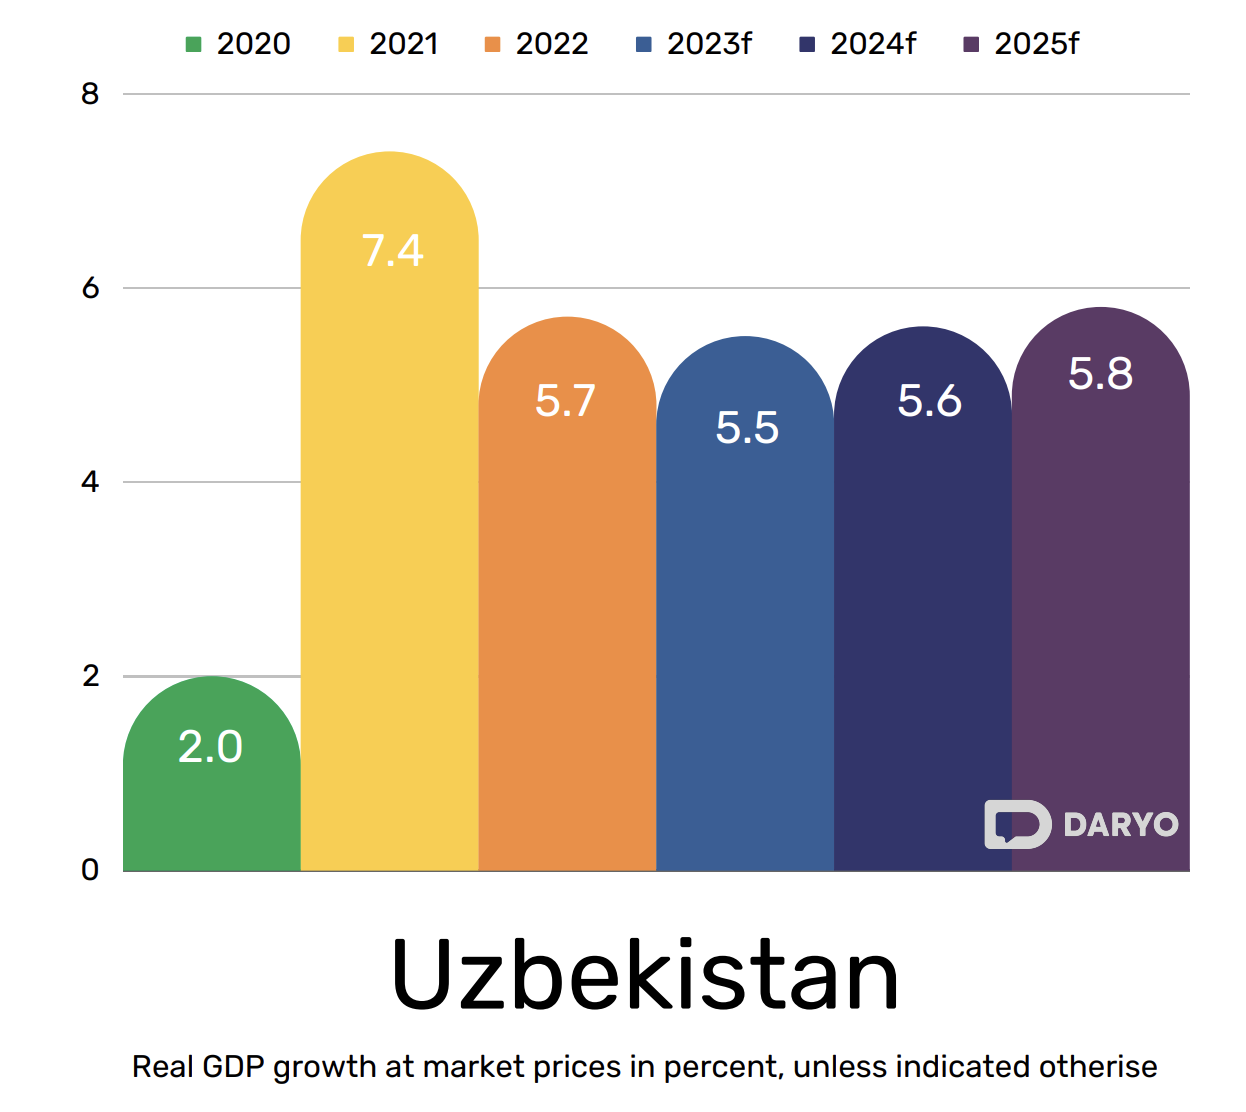 2020 2021 2022 2023f 2024f 2025f
8
7.4
6
5.7 5.5 5.6 5.8
4
2
2.0
DARYO
0
Uzbekistan
Real GDP growth at market prices in percent, unless indicated otherise